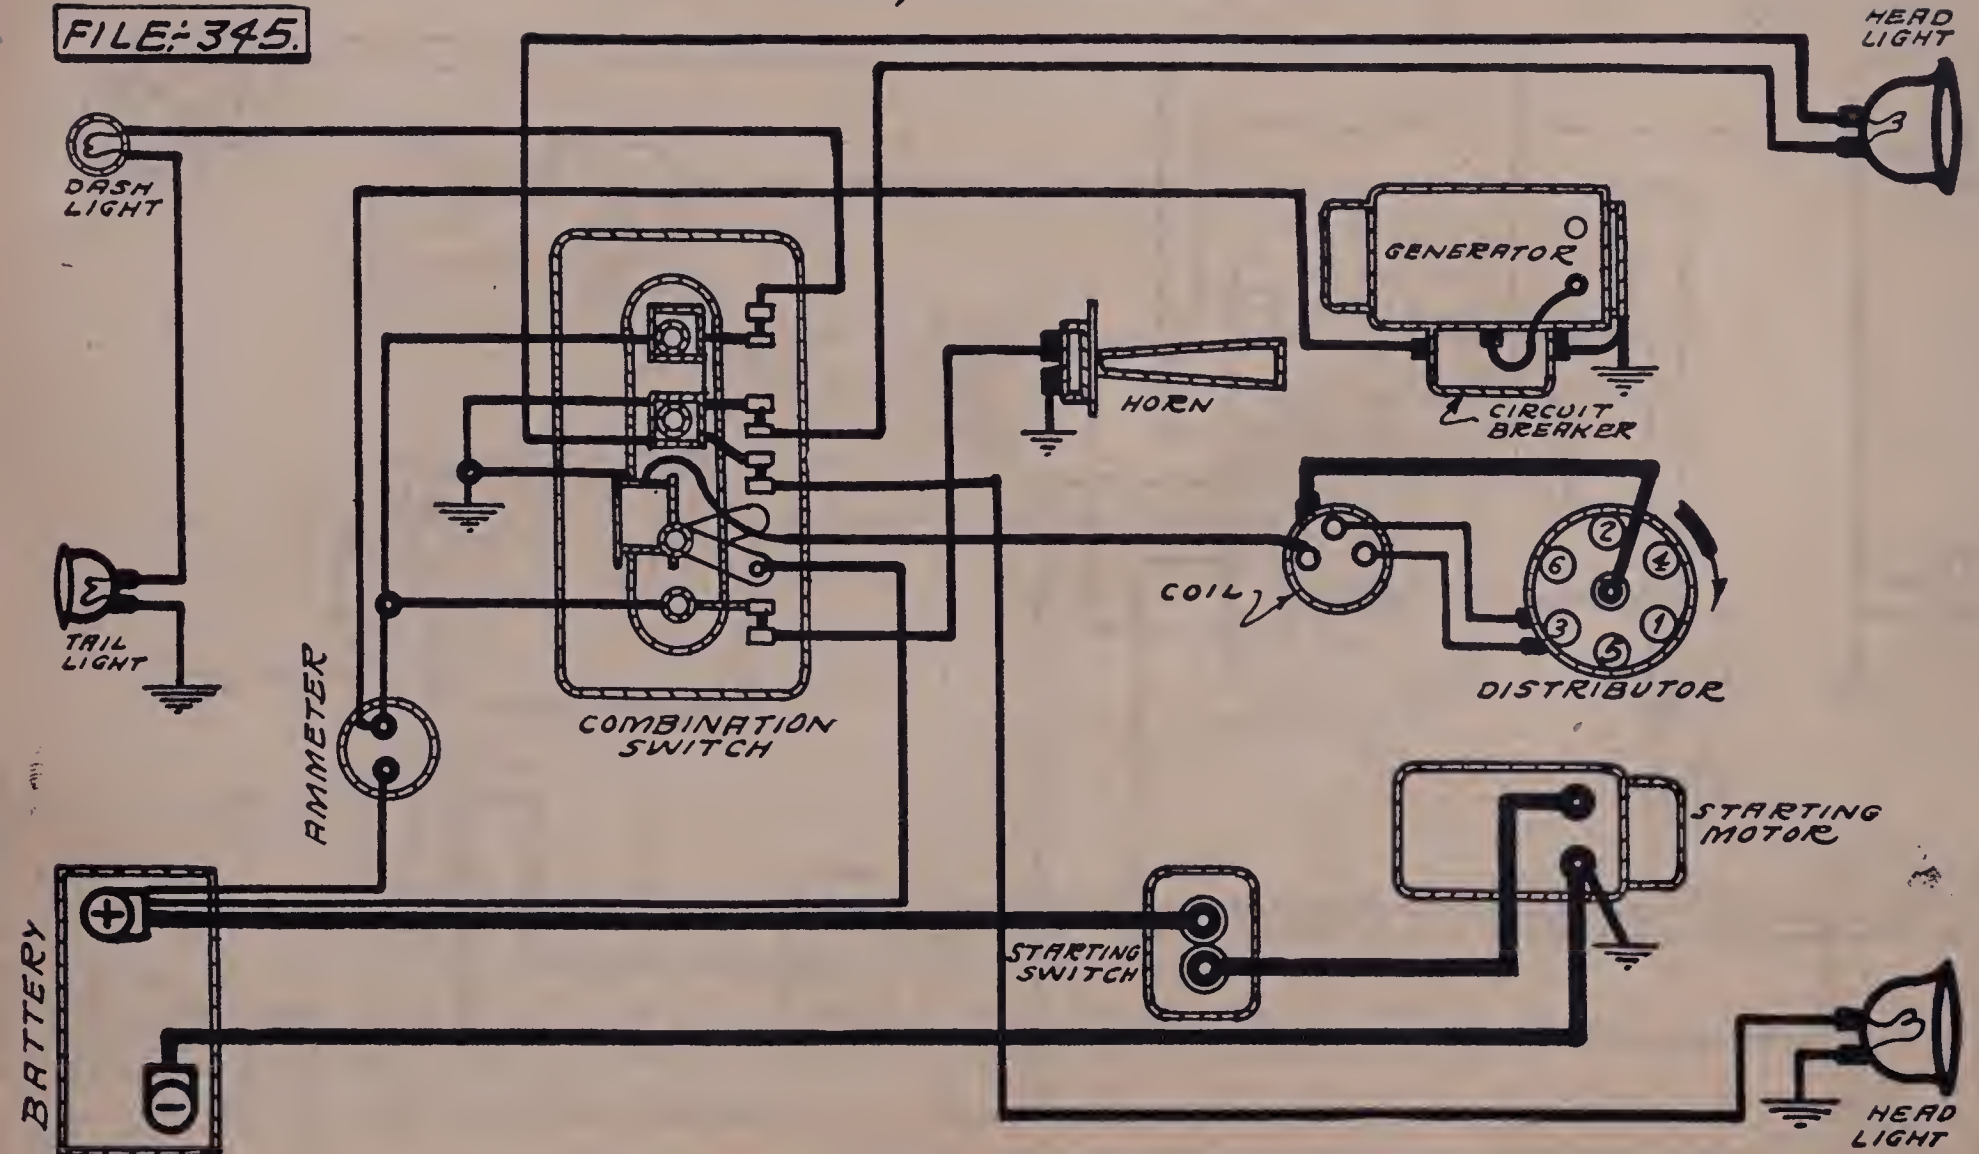 FILE:-345.
HEAD
LIGHT
DASH
LIGHT
GENERATOR
HORN
CIRCUIT
BREAKER
COIL
2
4
6
3
1
5
DISTRIBUTOR
TAIL
LIGHT
AMMETER
COMBINATION
SWITCH
STARTING
MOTOR
BATTERY
+
STARTING
SWITCH
-
HEAD
LIGHT